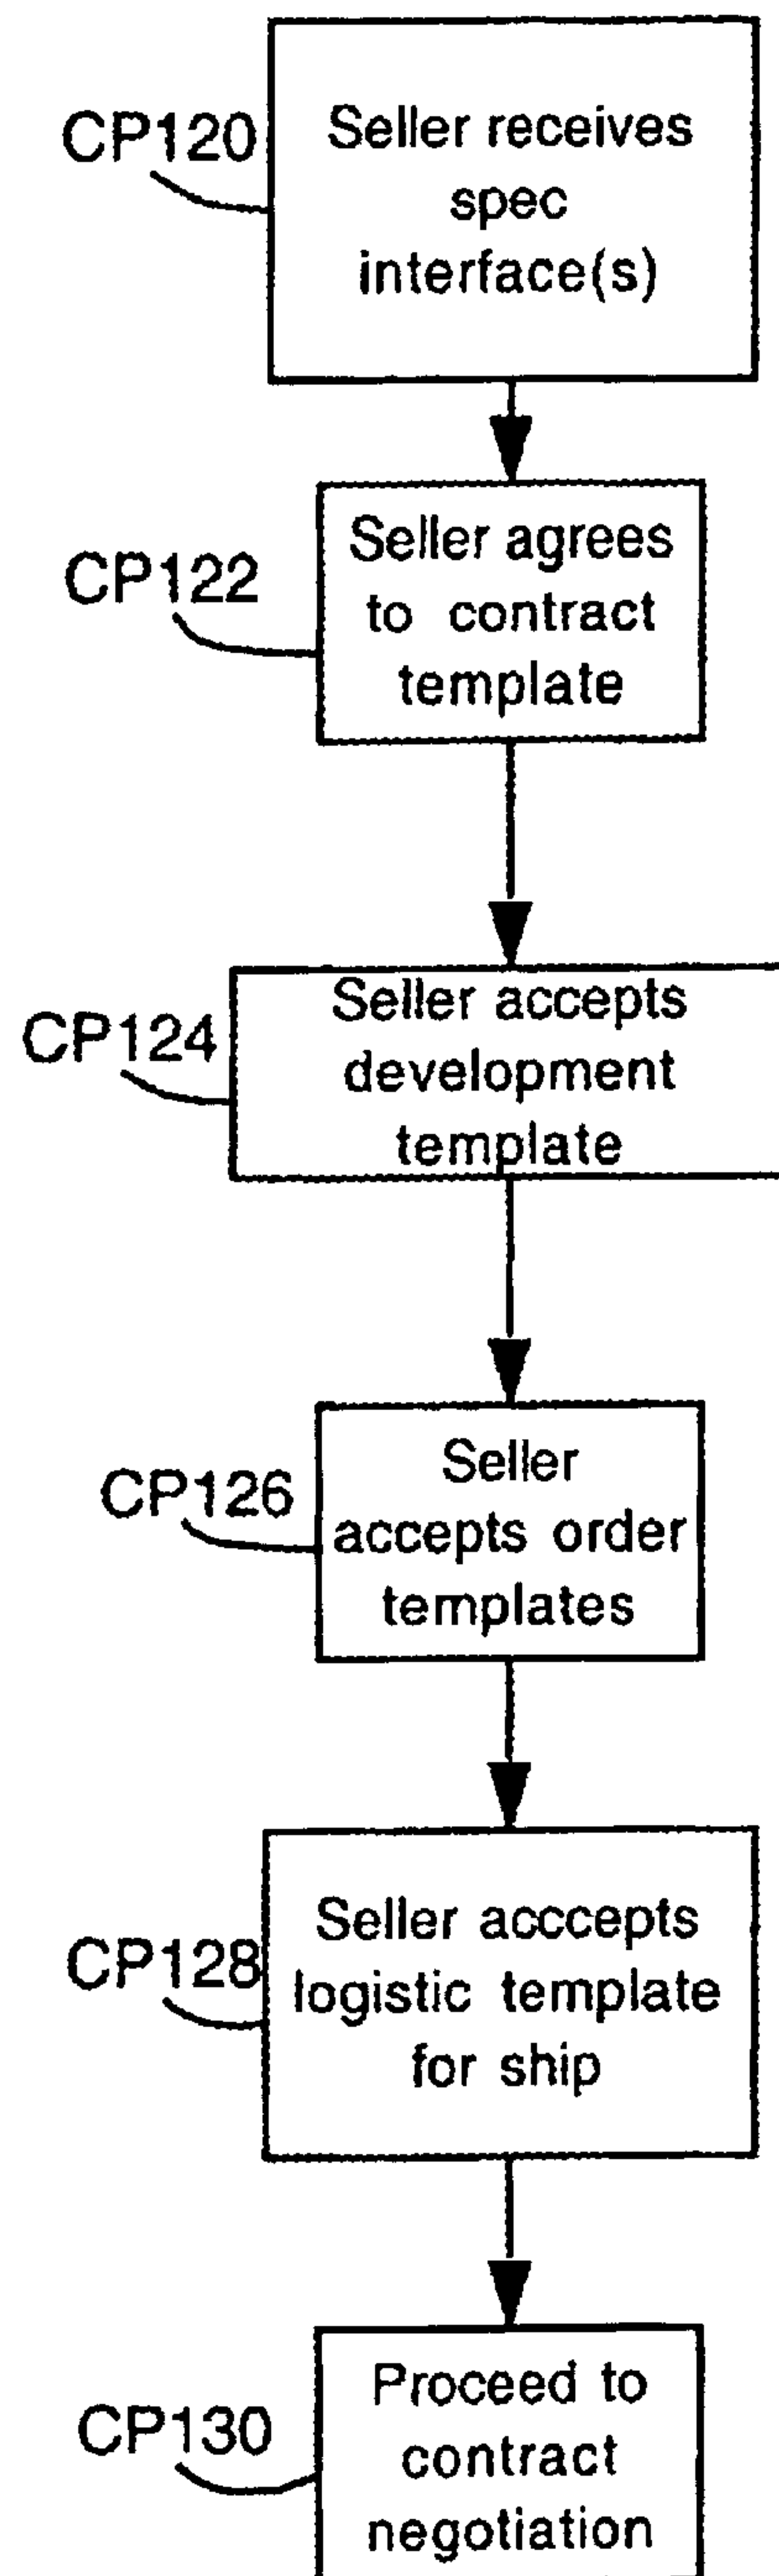 CP120
Seller receives
spec
interface(s)
CP122
Seller agrees
to contract
template
CP124
Seller accepts
development
template
CP126
Seller
accepts order
templates
CP128
Seller acccepts
logistic template
for ship
CP130
Proceed to
contract
negotiation